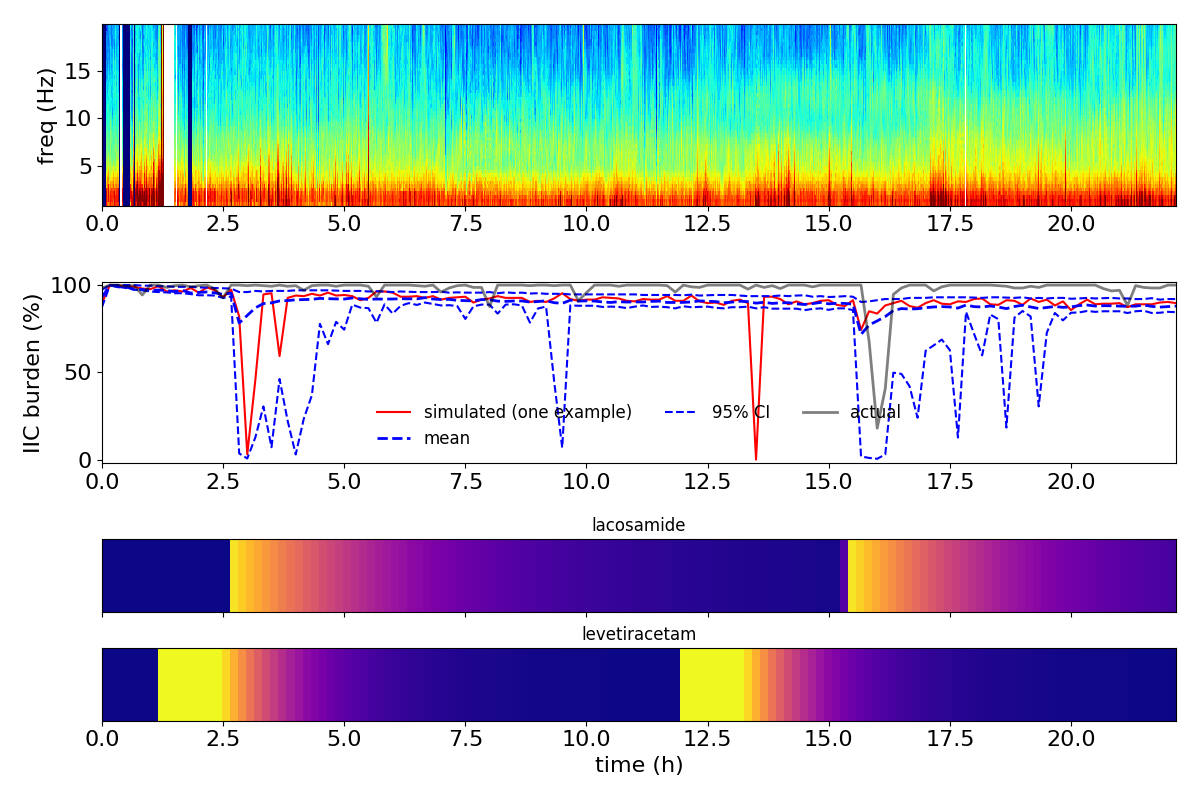 freq (Hz)
15
10
5
0.0 2.5 5.0 7.5 10.0 12.5 15.0 17.5 20.0
IIC burden (%)
100
50
0
simulated (one example) 95% CI actual
mean
0.0 2.5 5.0 7.5 10.0 12.5 15.0 17.5 20.0
lacosamide
levetiracetam
0.0 2.5 5.0 7.5 10.0 12.5 15.0 17.5 20.0
time (h)